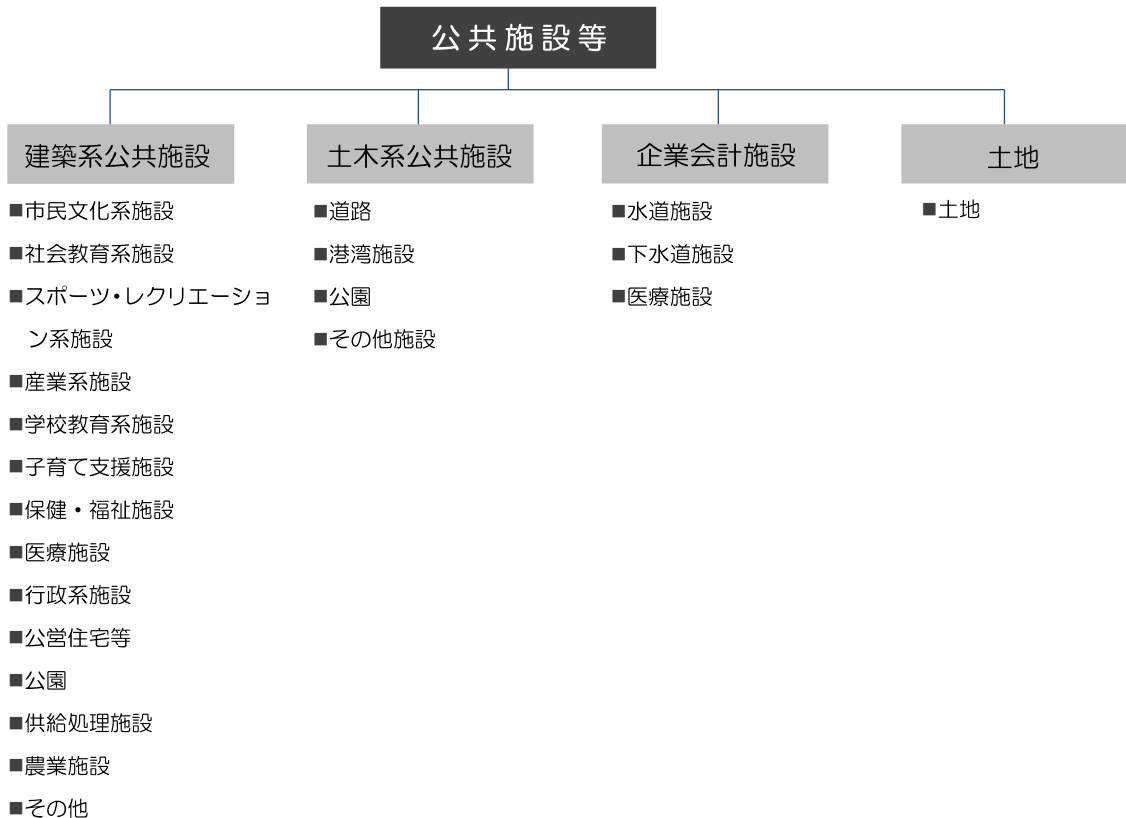 公共施設等
建築系公共施設
■市民文化系施設
■社会教育系施設
■スポーツ・レクリエーショ
ン系施設
■産業系施設
■学校教育系施設
■子育て支援施設
■保健・福祉施設
■医療施設
■行政系施設
■公営住宅等
■公園
■供給処理施設
■農業施設
■その他
土木系公共施設
■道路
■港湾施設
■公園
■その他施設
企業会計施設
■水道施設
■下水道施設
■医療施設
土地
■土地